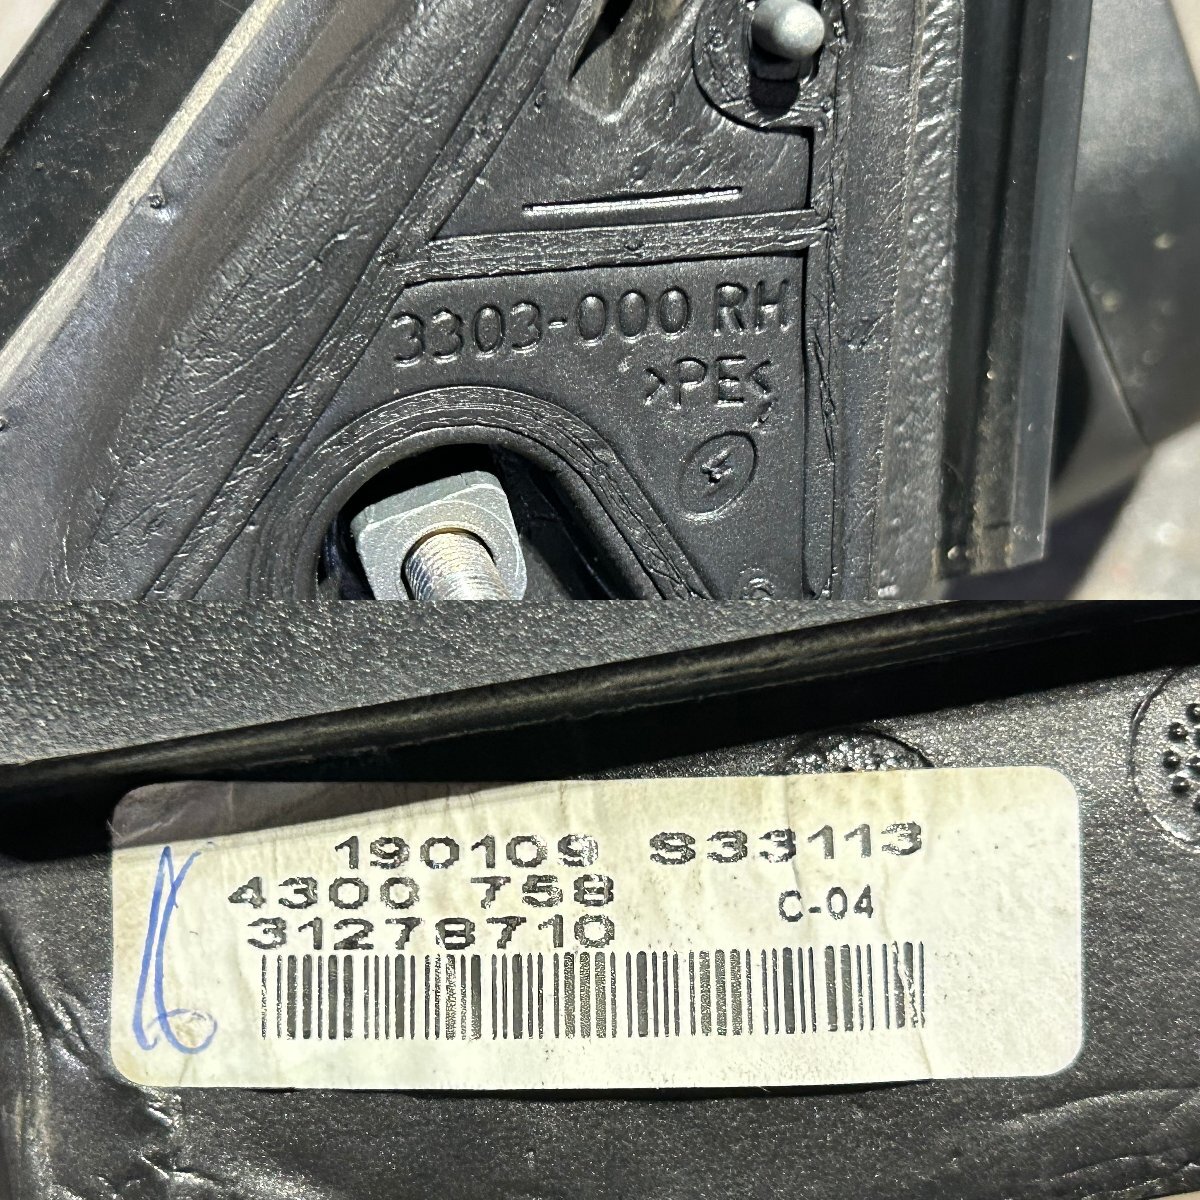 3303-000 RH
>PE<
190109 S33113
4300 758
C-04
31278710